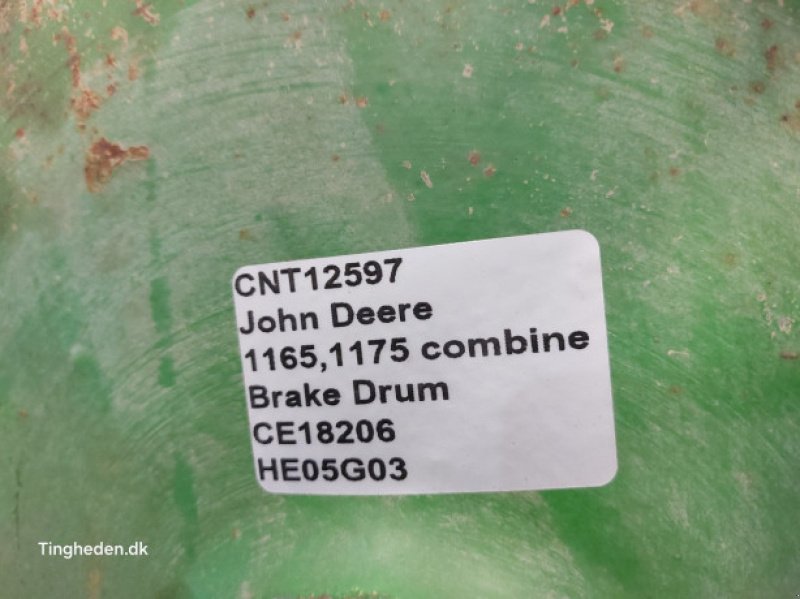 CNT12597
John Deere
1165,1175 combine
Brake Drum
CE18206
HE05G03
Tingheden.dk